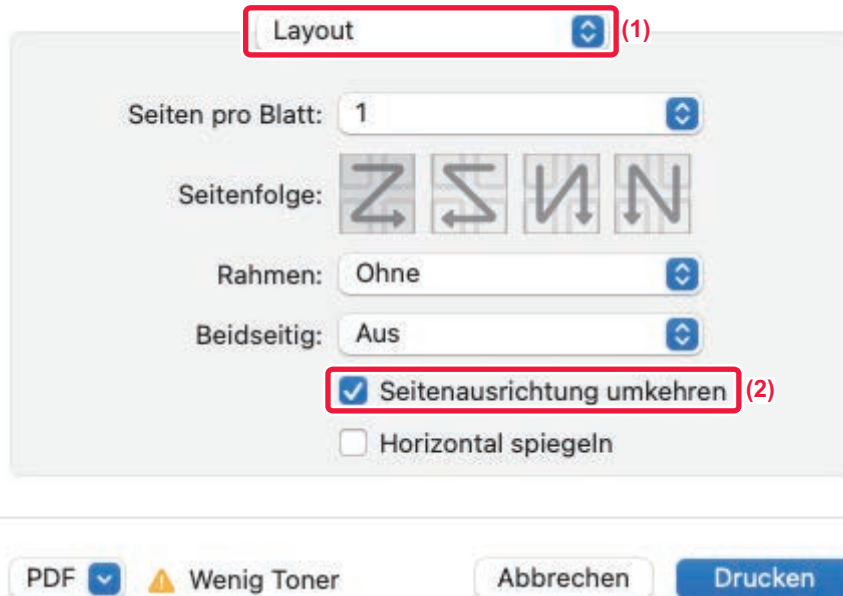 Layout (1)
Seiten pro Blatt: 1
Seitenfolge:
Rahmen: Ohne
Beidseitig: Aus
Seitenausrichtung umkehren (2)
Horizontal spiegeln
PDF Wenig Toner Abbrechen Drucken